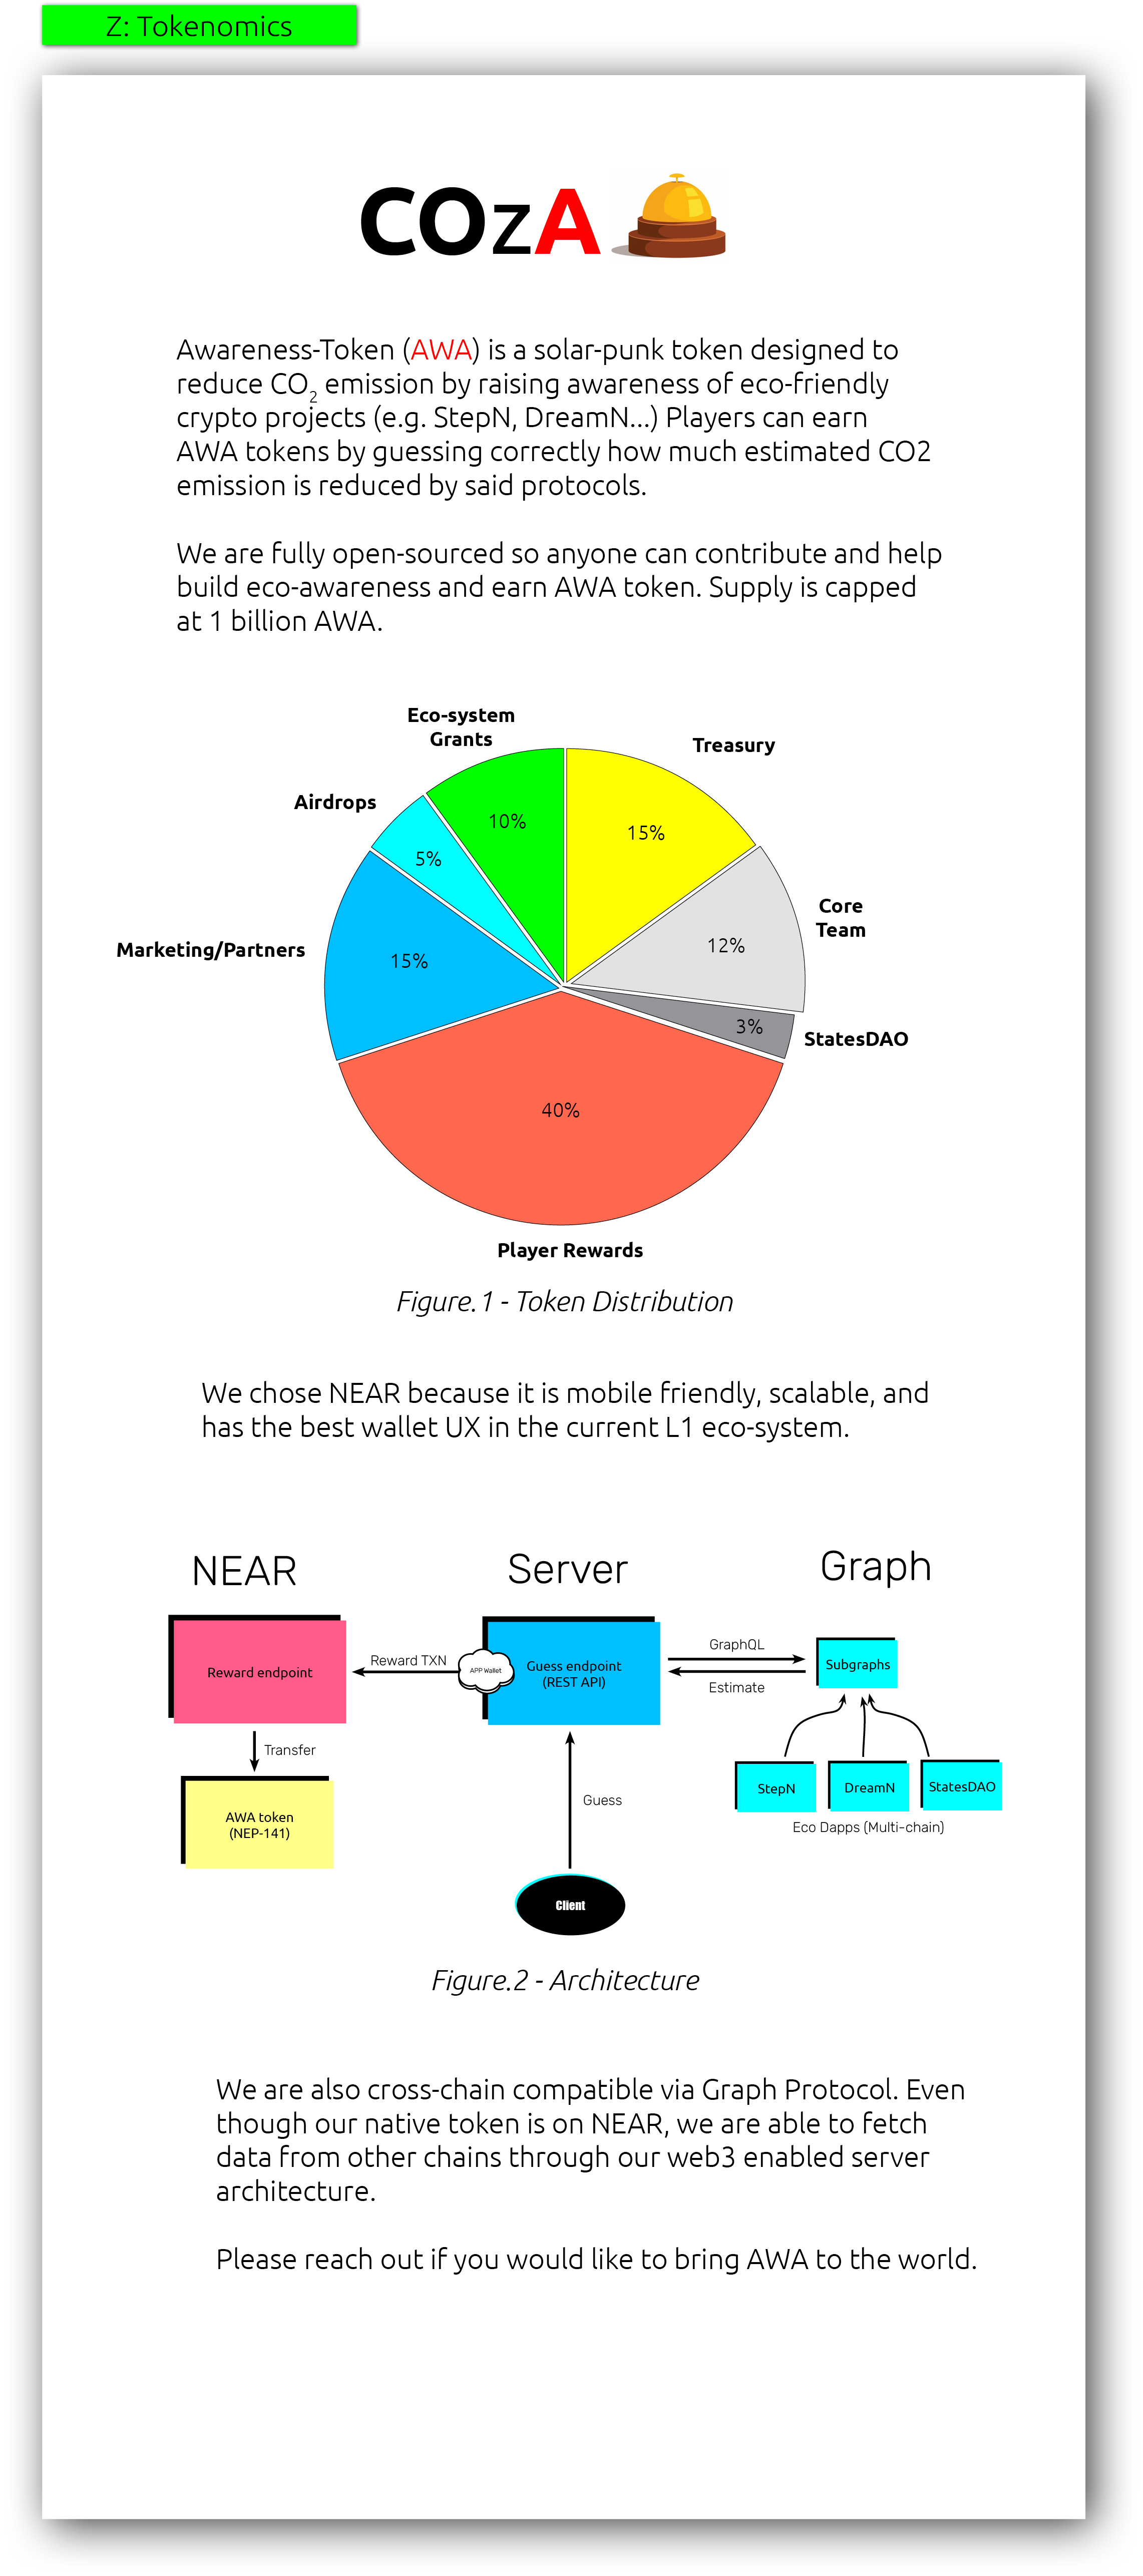 Z: Tokenomics
COzA
Awareness-Token (AWA) is a solar-punk token designed to
reduce CO2 emission by raising awareness of eco-friendly
crypto projects (e.g. StepN, DreamN...) Players can earn
AWA tokens by guessing correctly how much estimated CO2
emission is reduced by said protocols.
We are fully open-sourced so anyone can contribute and help
build eco-awareness and earn AWA token. Supply is capped
at 1 billion AWA.
Eco-system
Grants
Treasury
Airdrops
10%
15%
5%
Core
Team
12%
Marketing/Partners
15%
3%
StatesDAO
40%
Player Rewards
Figure.1 - Token Distribution
We chose NEAR because it is mobile friendly, scalable, and
has the best wallet UX in the current L1 eco-system.
NEAR
Server
Graph
Reward endpoint
Reward TXN
APP Wallet
Guess endpoint
(REST API)
GraphQL
Estimate
Subgraphs
Transfer
AWA token
(NEP-141)
Guess
StepN
DreamN
StatesDAO
Eco Dapps (Multi-chain)
Client
Figure.2 - Architecture
We are also cross-chain compatible via Graph Protocol. Even
though our native token is on NEAR, we are able to fetch
data from other chains through our web3 enabled server
architecture.
Please reach out if you would like to bring AWA to the world.